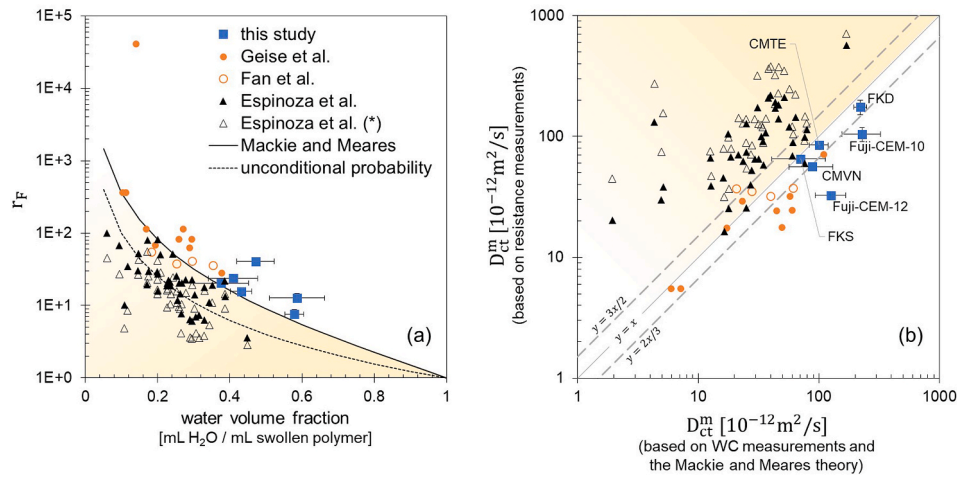 1E+5
1E+4
1E+3
1E+2
1E+1
1E+0
r_F
0
0.2
0.4
0.6
0.8
1
water volume fraction
[mL H₂O / mL swollen polymer]
this study
Geise et al.
Fan et al.
Espinoza et al.
Espinoza et al. (*)
Mackie and Meares
unconditional probability
(a)
1000
100
10
1
D_ct^m [10⁻¹²m²/s]
(based on resistance measurements)
CMTE
FKD
Fuji-CEM-10
CMVN
Fuji-CEM-12
FKS
y = 3x/2
y = x
y = 2x/3
(b)
1
10
100
1000
D_ct^m [10⁻¹²m²/s]
(based on WC measurements and
the Mackie and Meares theory)